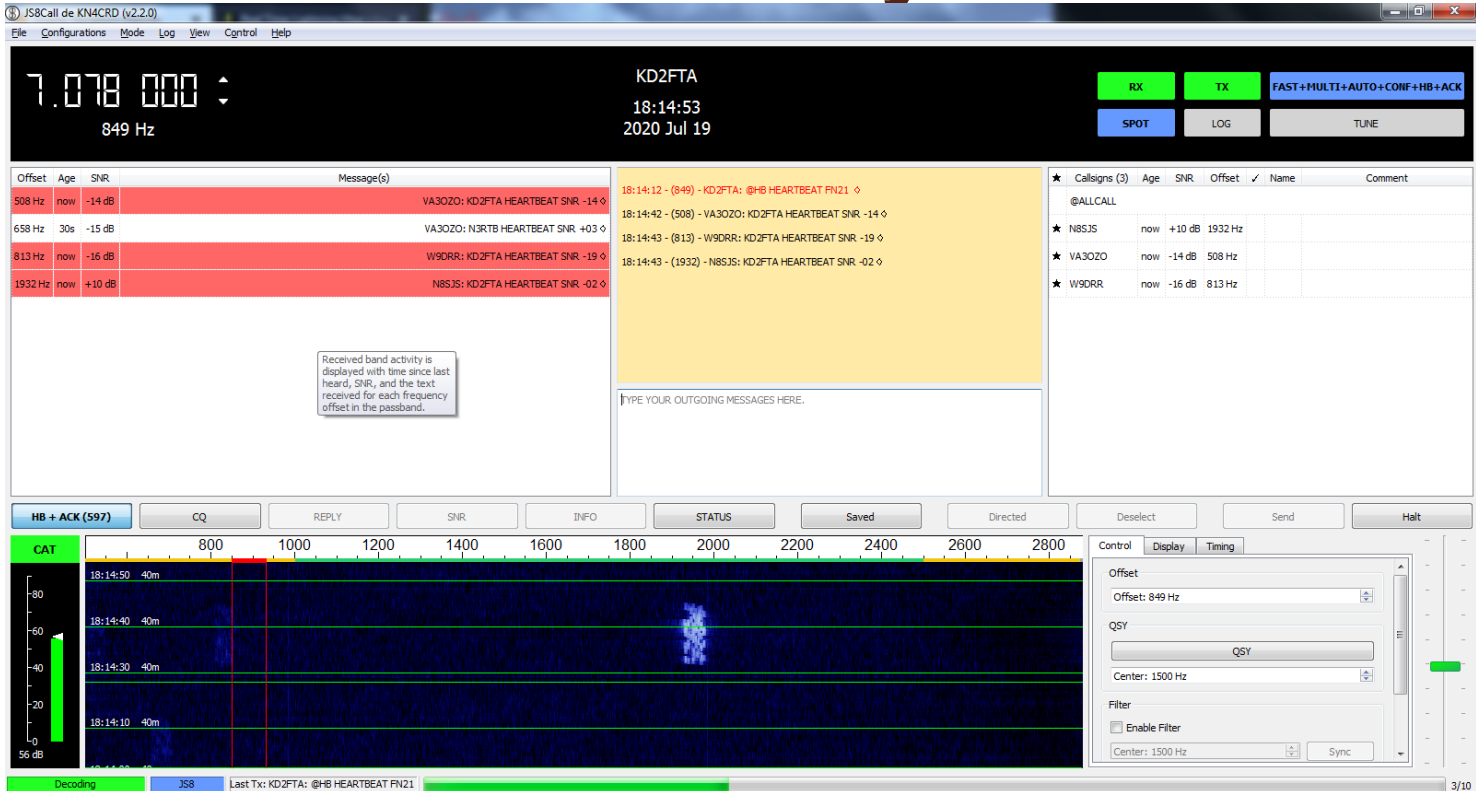 JS8Call de KN4CRD (v2.2.0)
File Configurations Mode Log View Control Help
7.078 000
849 Hz
KD2FTA
18:14:53
2020 Jul 19
RX TX FAST+MULTI+AUTO+CONF+HB+ACK
SPOT LOG TUNE
Offset Age SNR Message(s)
508 Hz now -14 dB VA3OZO: KD2FTA HEARTBEAT SNR -14 ♢
658 Hz 30s -15 dB VA3OZO: N3RTB HEARTBEAT SNR +03 ♢
813 Hz now -16 dB W9DRR: KD2FTA HEARTBEAT SNR -19 ♢
1932 Hz now +10 dB N8SJS: KD2FTA HEARTBEAT SNR -02 ♢
Received band activity is
displayed with time since last
heard, SNR, and the text
received for each frequency
offset in the passband.
18:14:12 - (849) - KD2FTA: @HB HEARTBEAT FN21 ♢
18:14:42 - (508) - VA3OZO: KD2FTA HEARTBEAT SNR -14 ♢
18:14:43 - (813) - W9DRR: KD2FTA HEARTBEAT SNR -19 ♢
18:14:43 - (1932) - N8SJS: KD2FTA HEARTBEAT SNR -02 ♢
TYPE YOUR OUTGOING MESSAGES HERE.
★ Callsigns (3) Age SNR Offset ✓ Name Comment
@ALLCALL
★ N8SJS now +10 dB 1932 Hz
★ VA3OZO now -14 dB 508 Hz
★ W9DRR now -16 dB 813 Hz
HB + ACK (597) CQ REPLY SNR INFO STATUS Saved Directed Deselect Send Halt
CAT
800 1000 1200 1400 1600 1800 2000 2200 2400 2600 2800
18:14:50 40m
18:14:40 40m
18:14:30 40m
18:14:10 40m
80
60
40
20
0
56 dB
Control Display Timing
Offset
Offset: 849 Hz
QSY
QSY
Center: 1500 Hz
Filter
Enable Filter
Center: 1500 Hz Sync
Decoding JS8 Last Tx: KD2FTA: @HB HEARTBEAT FN21 3/10